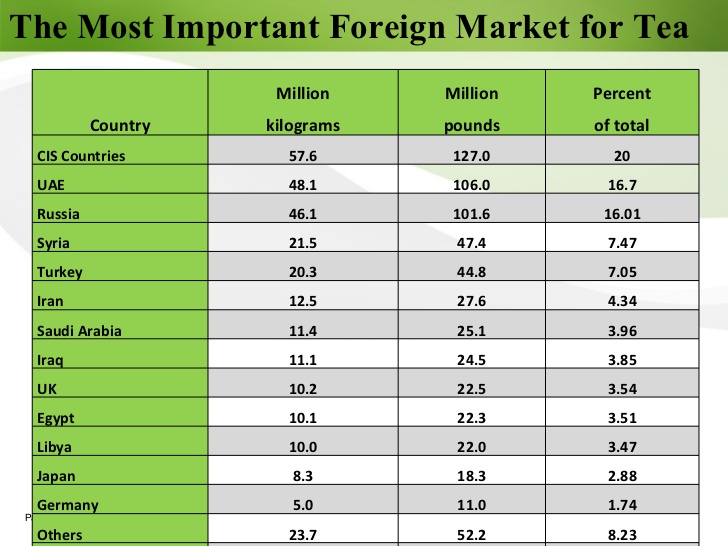 The Most Important Foreign Market for Tea
Country Million kilograms Million pounds Percent of total
CIS Countries 57.6 127.0 20
UAE 48.1 106.0 16.7
Russia 46.1 101.6 16.01
Syria 21.5 47.4 7.47
Turkey 20.3 44.8 7.05
Iran 12.5 27.6 4.34
Saudi Arabia 11.4 25.1 3.96
Iraq 11.1 24.5 3.85
UK 10.2 22.5 3.54
Egypt 10.1 22.3 3.51
Libya 10.0 22.0 3.47
Japan 8.3 18.3 2.88
Germany 5.0 11.0 1.74
Others 23.7 52.2 8.23